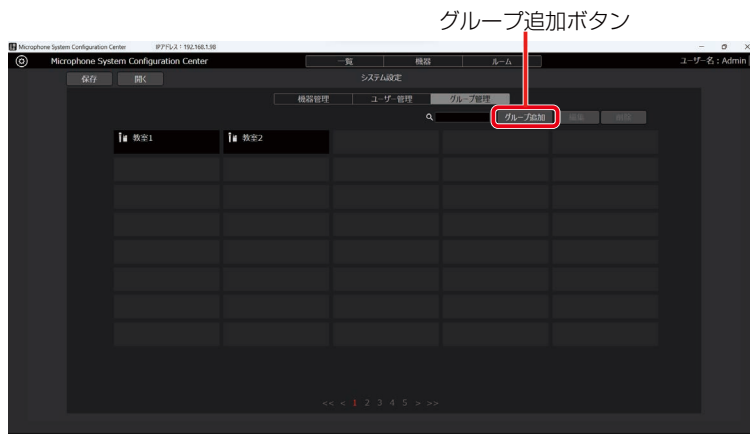 グループ追加ボタン
Microphone System Configuration Center IPアドレス : 192.168.1.98
Microphone System Configuration Center 一覧 機器 ルーム ユーザー名 : Admin
保存 開く システム設定
機器管理 ユーザー管理 グループ管理
グループ追加 編集 削除
教室1 教室2
<< < 1 2 3 4 5 > >>